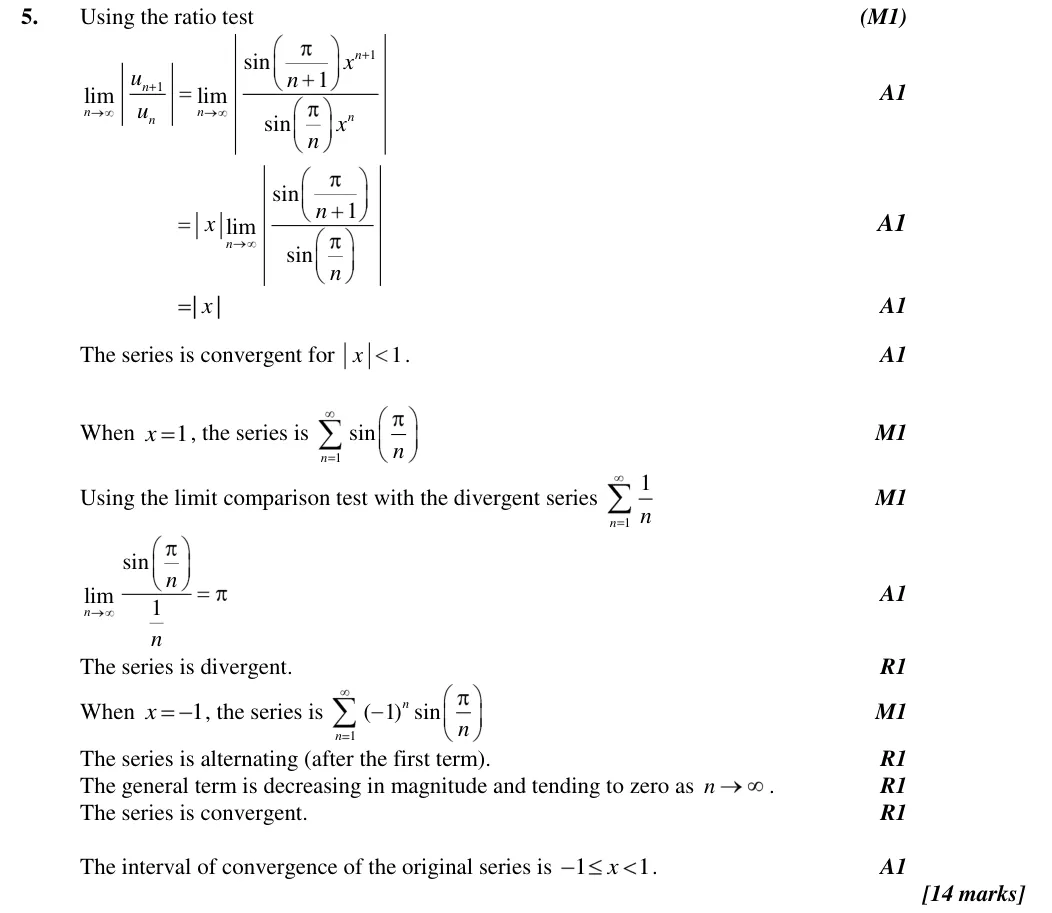 5. Using the ratio test (M1)
lim n→∞ | u_{n+1} / u_n | = lim n→∞ | sin(π/(n+1)) x^{n+1} / sin(π/n) x^n | A1
= | x | lim n→∞ | sin(π/(n+1)) / sin(π/n) | A1
= | x | A1
The series is convergent for | x | < 1 . A1
When x = 1 , the series is ∑_{n=1}^{∞} sin(π/n) M1
Using the limit comparison test with the divergent series ∑_{n=1}^{∞} 1/n M1
lim n→∞ sin(π/n) / (1/n) = π A1
The series is divergent. R1
When x = −1 , the series is ∑_{n=1}^{∞} (−1)^n sin(π/n) M1
The series is alternating (after the first term). R1
The general term is decreasing in magnitude and tending to zero as n → ∞ . R1
The series is convergent. R1
The interval of convergence of the original series is −1 ≤ x < 1 . A1
[14 marks]